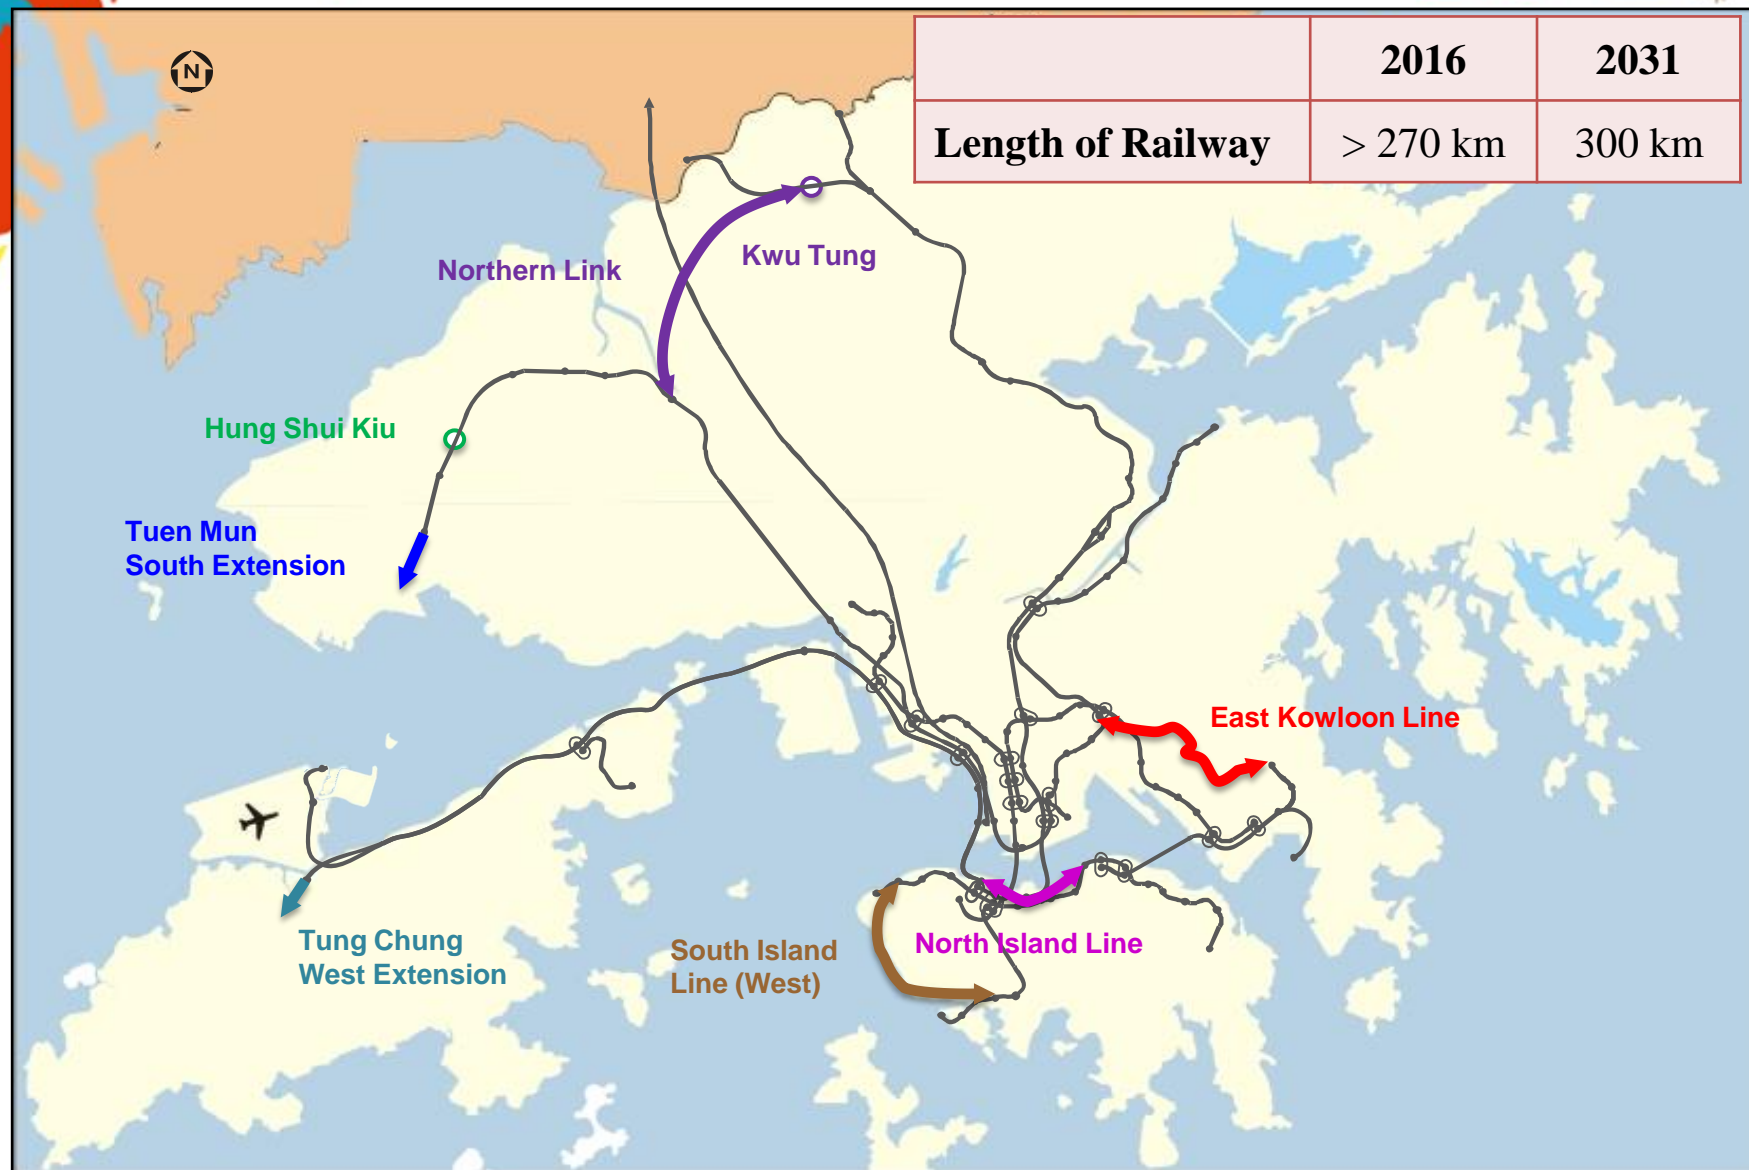 2016
2031
Length of Railway
> 270 km
300 km
N
Northern Link
Kwu Tung
Hung Shui Kiu
Tuen Mun
South Extension
East Kowloon Line
Tung Chung
West Extension
South Island
Line (West)
North Island Line